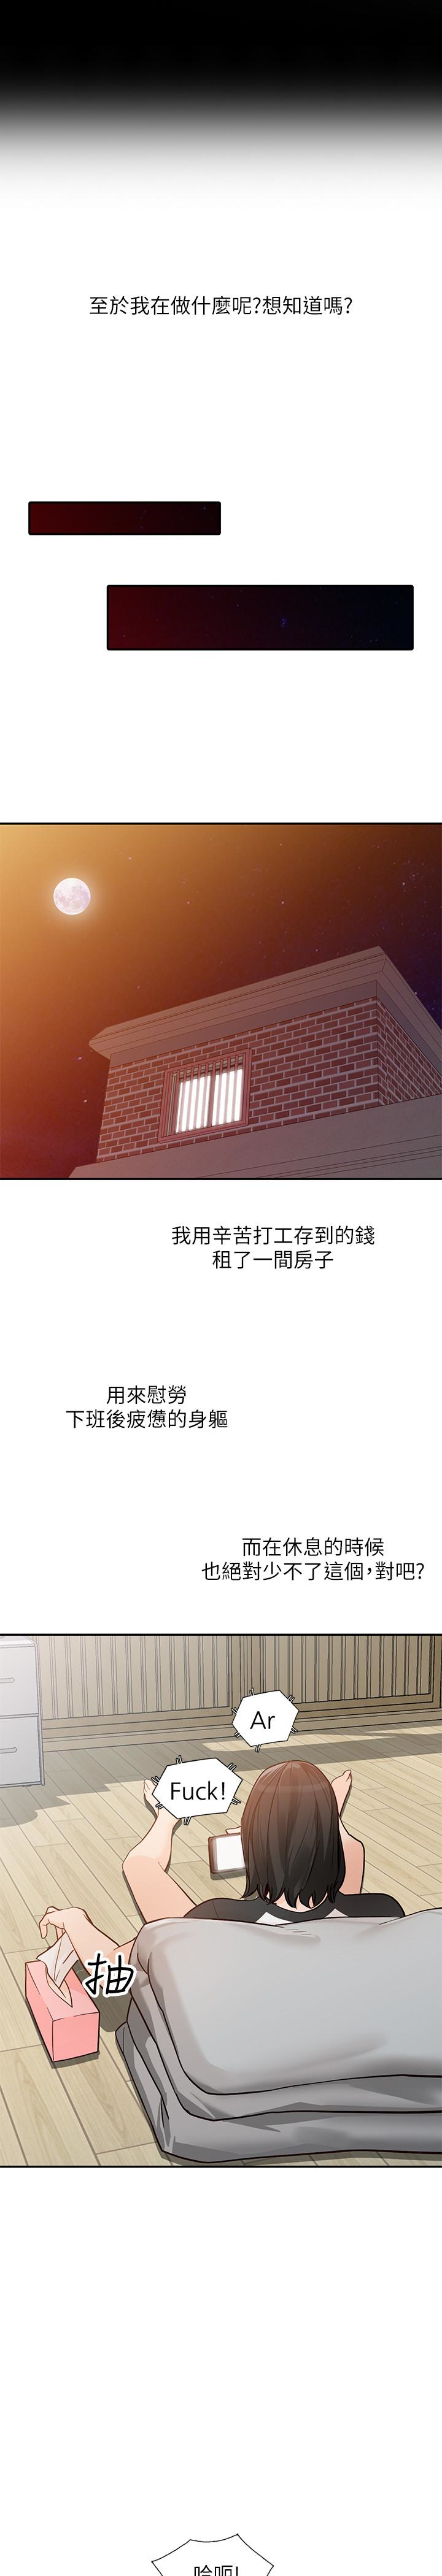 至於我在做什麼呢?想知道嗎?
我用辛苦打工存到的錢
租了一間房子
用來慰勞
下班後疲憊的身軀
而在休息的時候
也絕對少不了這個,對吧?
Ar
Fuck!
抽
哈呃!